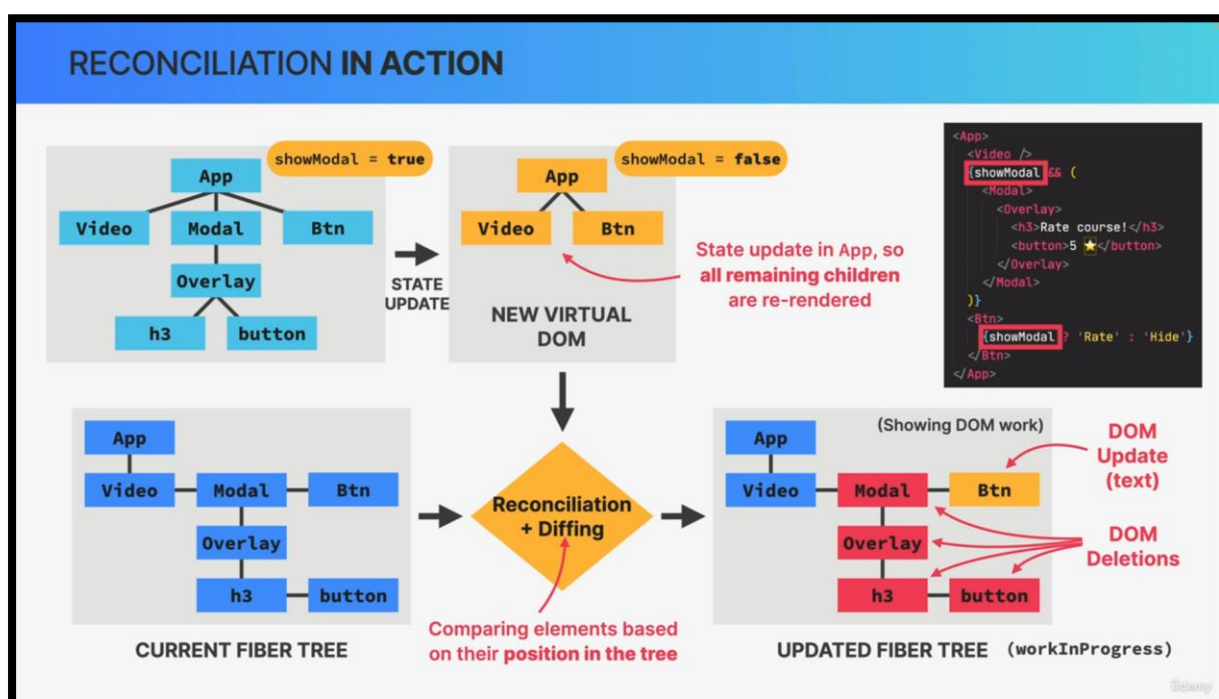 RECONCILIATION IN ACTION
showModal = true
App
Video
Modal
Btn
Overlay
h3
button
STATE
UPDATE
showModal = false
App
Video
Btn
NEW VIRTUAL
DOM
State update in App, so
all remaining children
are re-rendered
<App>
<Video />
{showModal && (
<Modal>
<Overlay>
<h3>Rate course!</h3>
<button>5 ⭐</button>
</Overlay>
</Modal>
)}
<Btn>
{showModal ? 'Rate' : 'Hide'}
</Btn>
</App>
App
Video
Modal
Btn
Overlay
h3
button
CURRENT FIBER TREE
Reconciliation
+ Diffing
Comparing elements based
on their position in the tree
(Showing DOM work)
App
Video
Modal
Btn
Overlay
h3
button
DOM
Update
(text)
DOM
Deletions
UPDATED FIBER TREE (workInProgress)
Udemy